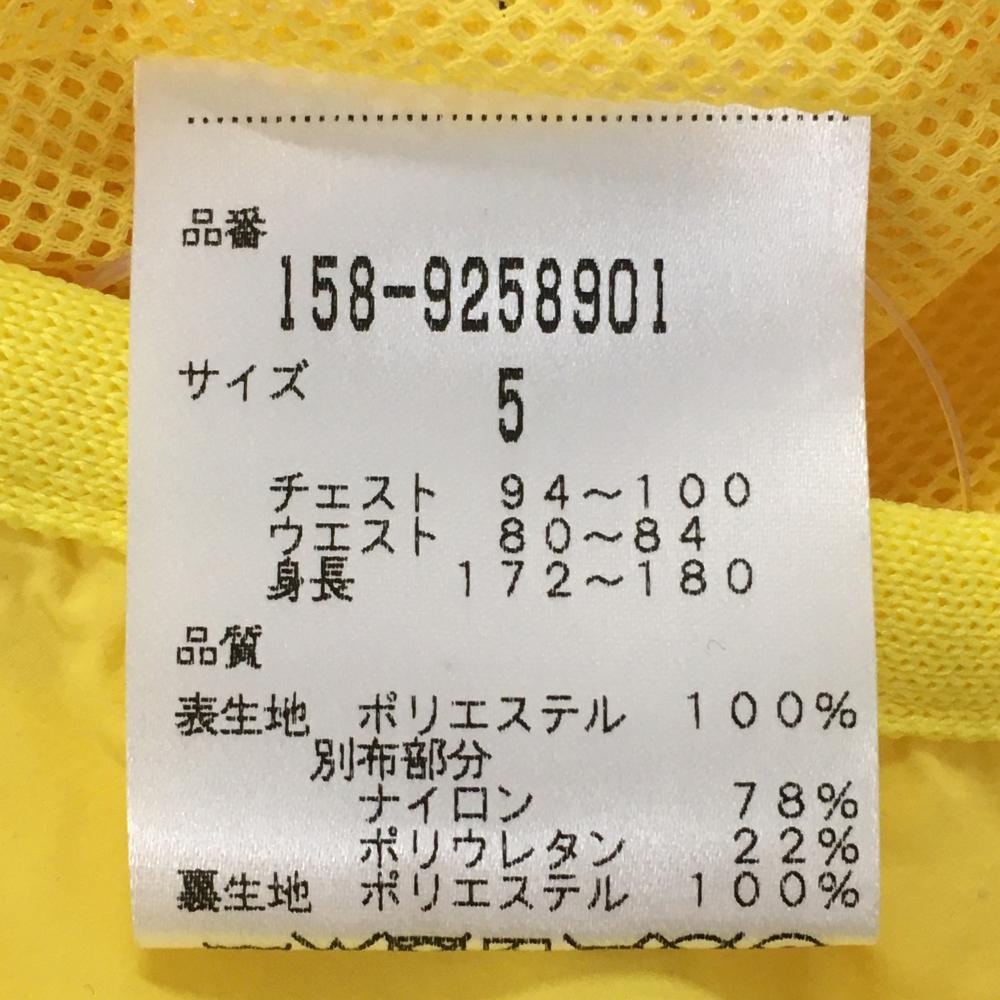 品番
158-9258901
サイズ 5
チェスト 94～100
ウエスト 80～84
身長 172～180
品質
表生地 ポリエステル 100%
別布部分
ナイロン 78%
ポリウレタン 22%
裏生地 ポリエステル 100%